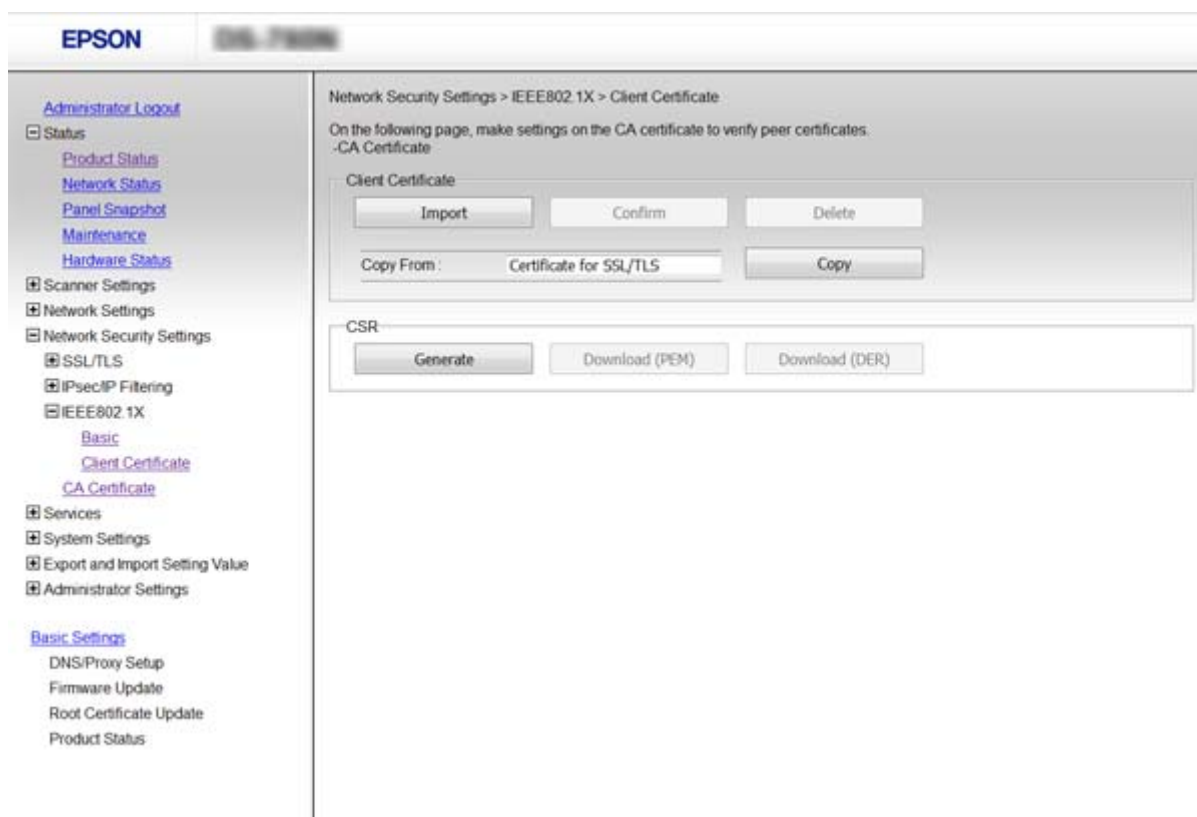 EPSON
Administrator Logout
Status
Product Status
Network Status
Panel Snapshot
Maintenance
Hardware Status
Scanner Settings
Network Settings
Network Security Settings
SSL/TLS
IPsec/IP Filtering
IEEE802.1X
Basic
Client Certificate
CA Certificate
Services
System Settings
Export and Import Setting Value
Administrator Settings
Basic Settings
DNS/Proxy Setup
Firmware Update
Root Certificate Update
Product Status
Network Security Settings > IEEE802.1X > Client Certificate
On the following page, make settings on the CA certificate to verify peer certificates.
-CA Certificate
Client Certificate
Import Confirm Delete
Copy From : Certificate for SSL/TLS Copy
CSR
Generate Download (PEM) Download (DER)